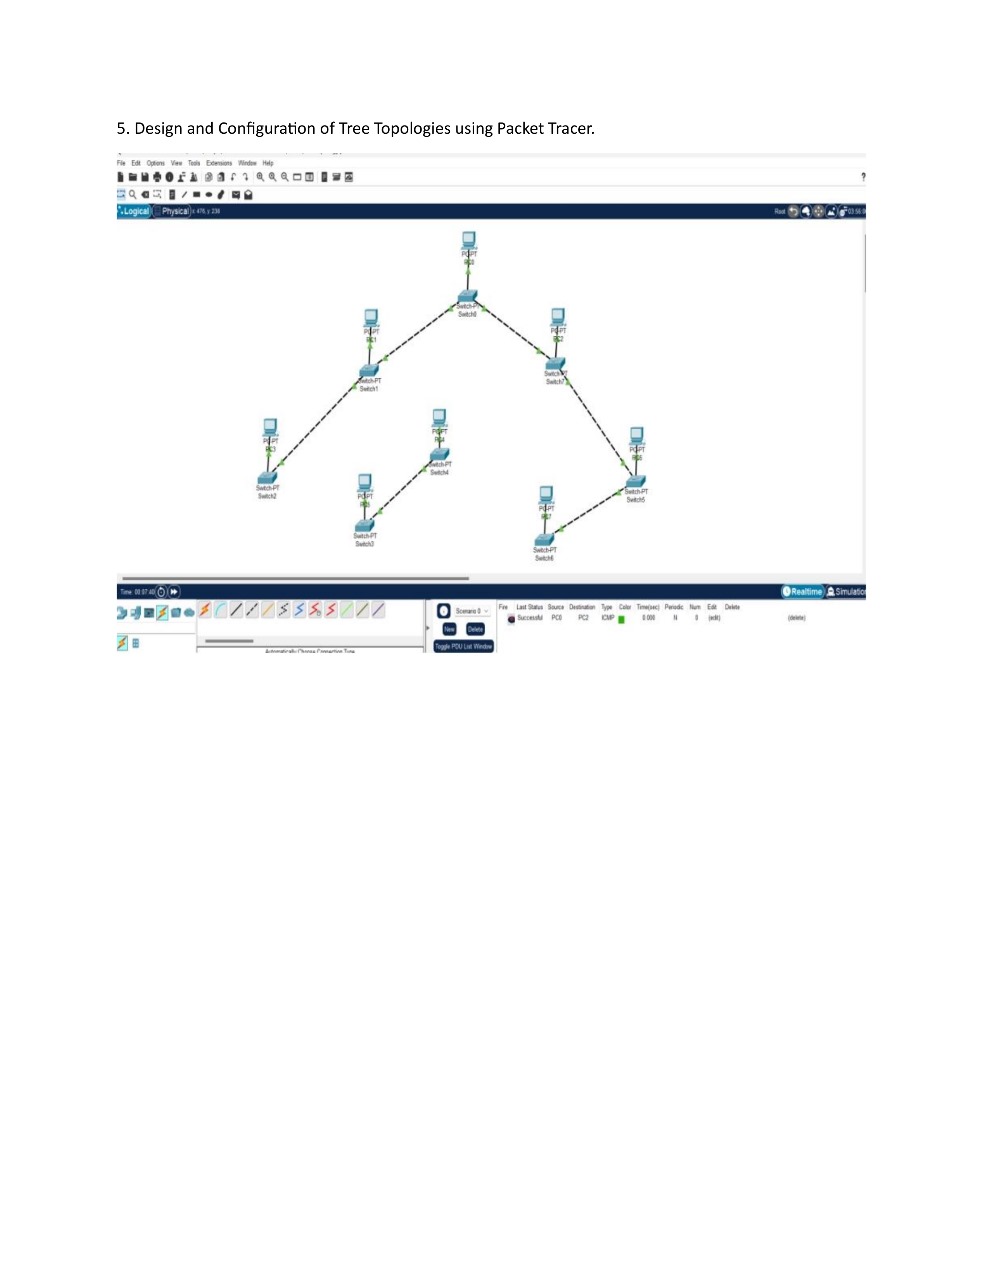 5. Design and Configuration of Tree Topologies using Packet Tracer.
File Edit Options View Tools Extensions Window Help
?
Logical Physical x: 476, y: 238 Root
PC-PT
PC0
Switch-PT
Switch0
PC-PT
PC1
PC-PT
PC2
Switch-PT
Switch1
Switch-PT
Switch7
PC-PT
PC3
PC-PT
PC4
PC-PT
Switch-PT
Switch4
Switch-PT
Switch2
PC-PT
Switch-PT
Switch5
PC-PT
PC7
Switch-PT
Switch3
Switch-PT
Switch6
Time: 00:07:40 Realtime Simulation
Scenario 0
New Delete
Toggle PDU List Window
Fire Last Status Source Destination Type Color Time(sec) Periodic Num Edit Delete
Successful PC0 PC2 ICMP 0.000 N 0 (edit) (delete)
Automatically Choose Connection Type